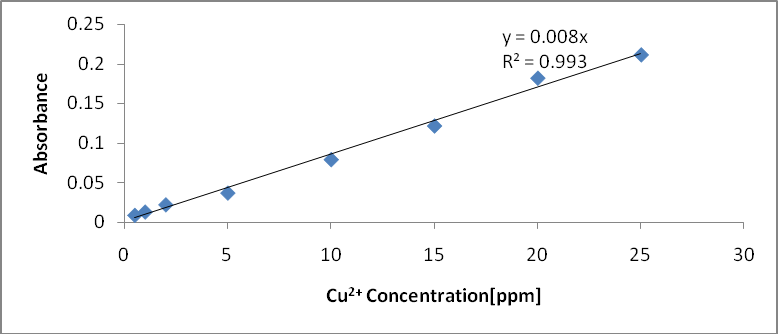 0.25
y = 0.008x
R² = 0.993
0.2
0.15
0.1
0.05
0
Absorbance
0 5 10 15 20 25 30
Cu²⁺ Concentration[ppm]